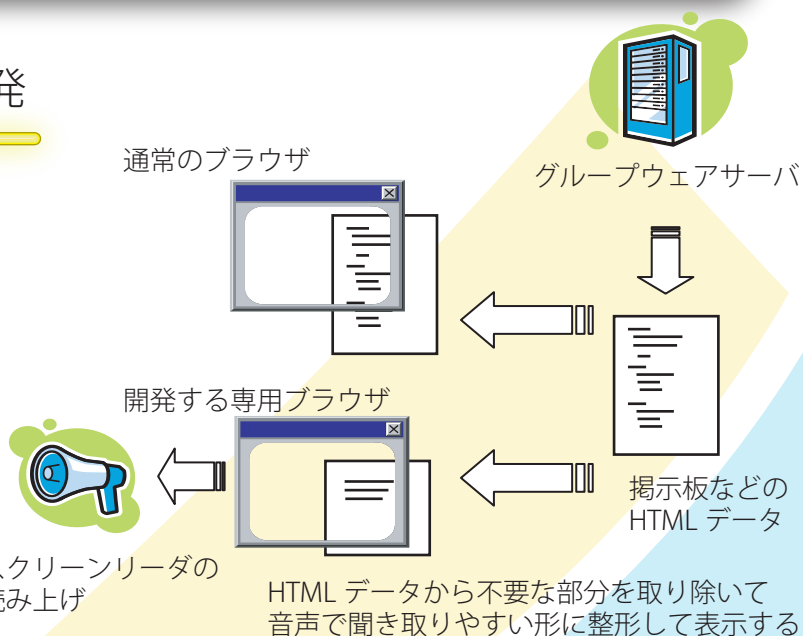 発
通常のブラウザ
グループウェアサーバ
開発する専用ブラウザ
掲示板などの
HTML データ
スクリーンリーダの
読み上げ
HTML データから不要な部分を取り除いて
音声で聞き取りやすい形に整形して表示する